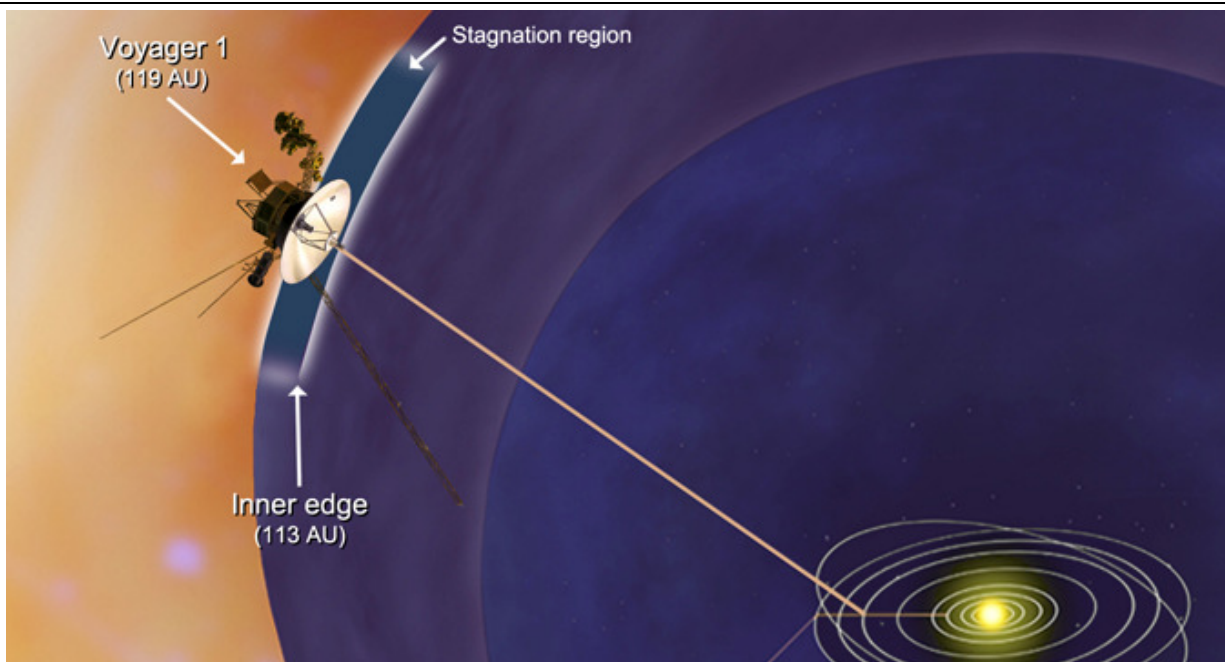 Voyager 1
(119 AU)
Stagnation region
Inner edge
(113 AU)